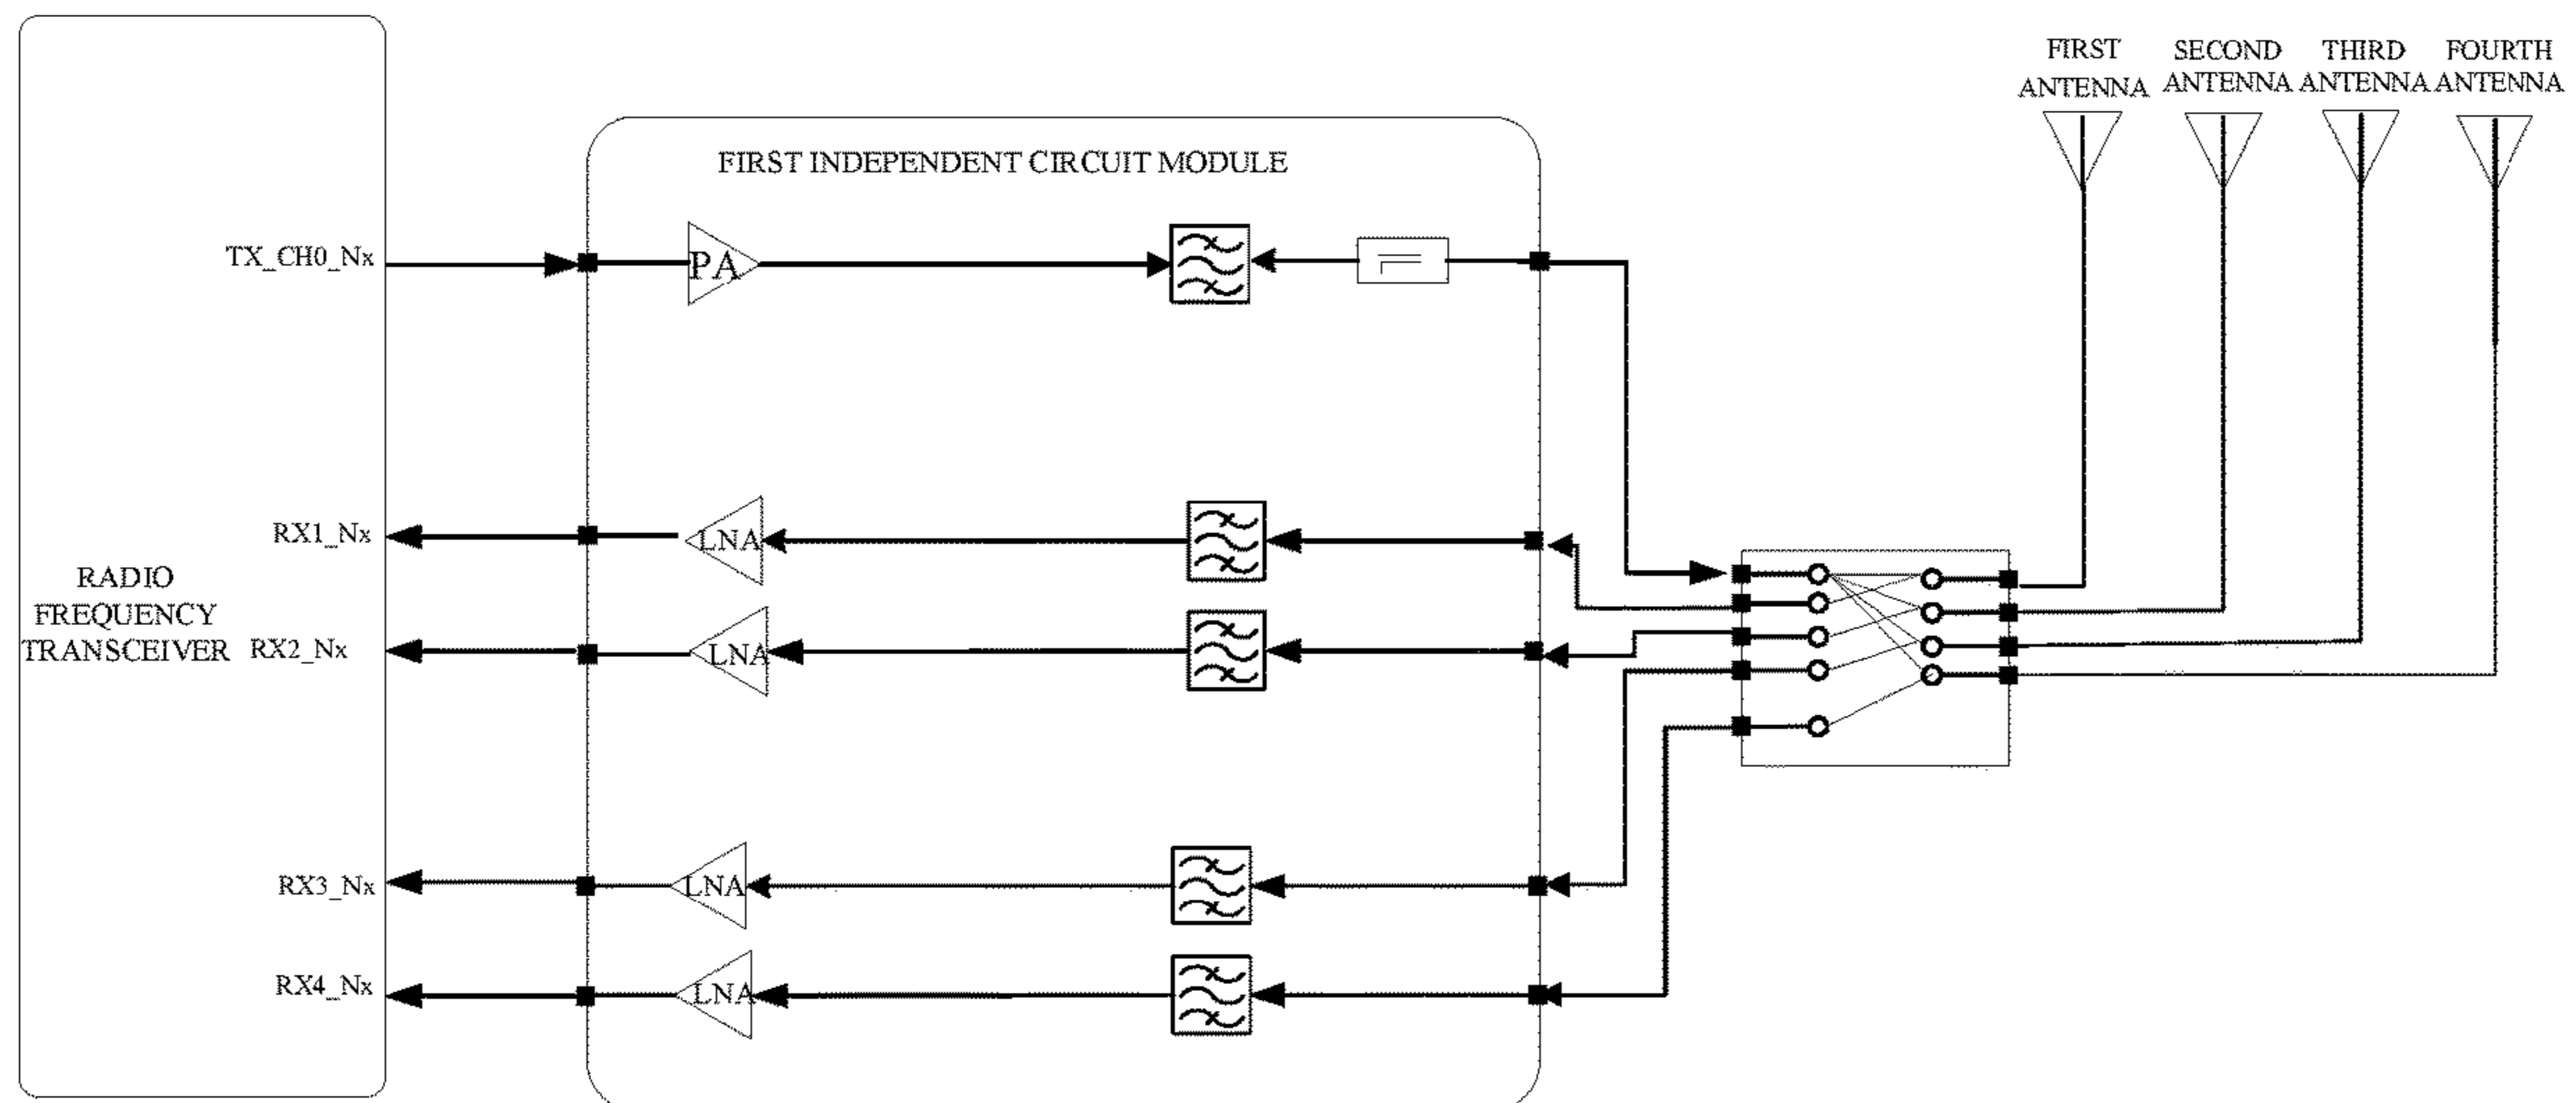 FIRST
ANTENNA
SECOND
ANTENNA
THIRD
ANTENNA
FOURTH
ANTENNA
FIRST INDEPENDENT CIRCUIT MODULE
TX_CH0_Nx
PA
RX1_Nx
LNA
RADIO
FREQUENCY
TRANSCEIVER
RX2_Nx
LNA
RX3_Nx
LNA
RX4_Nx
LNA